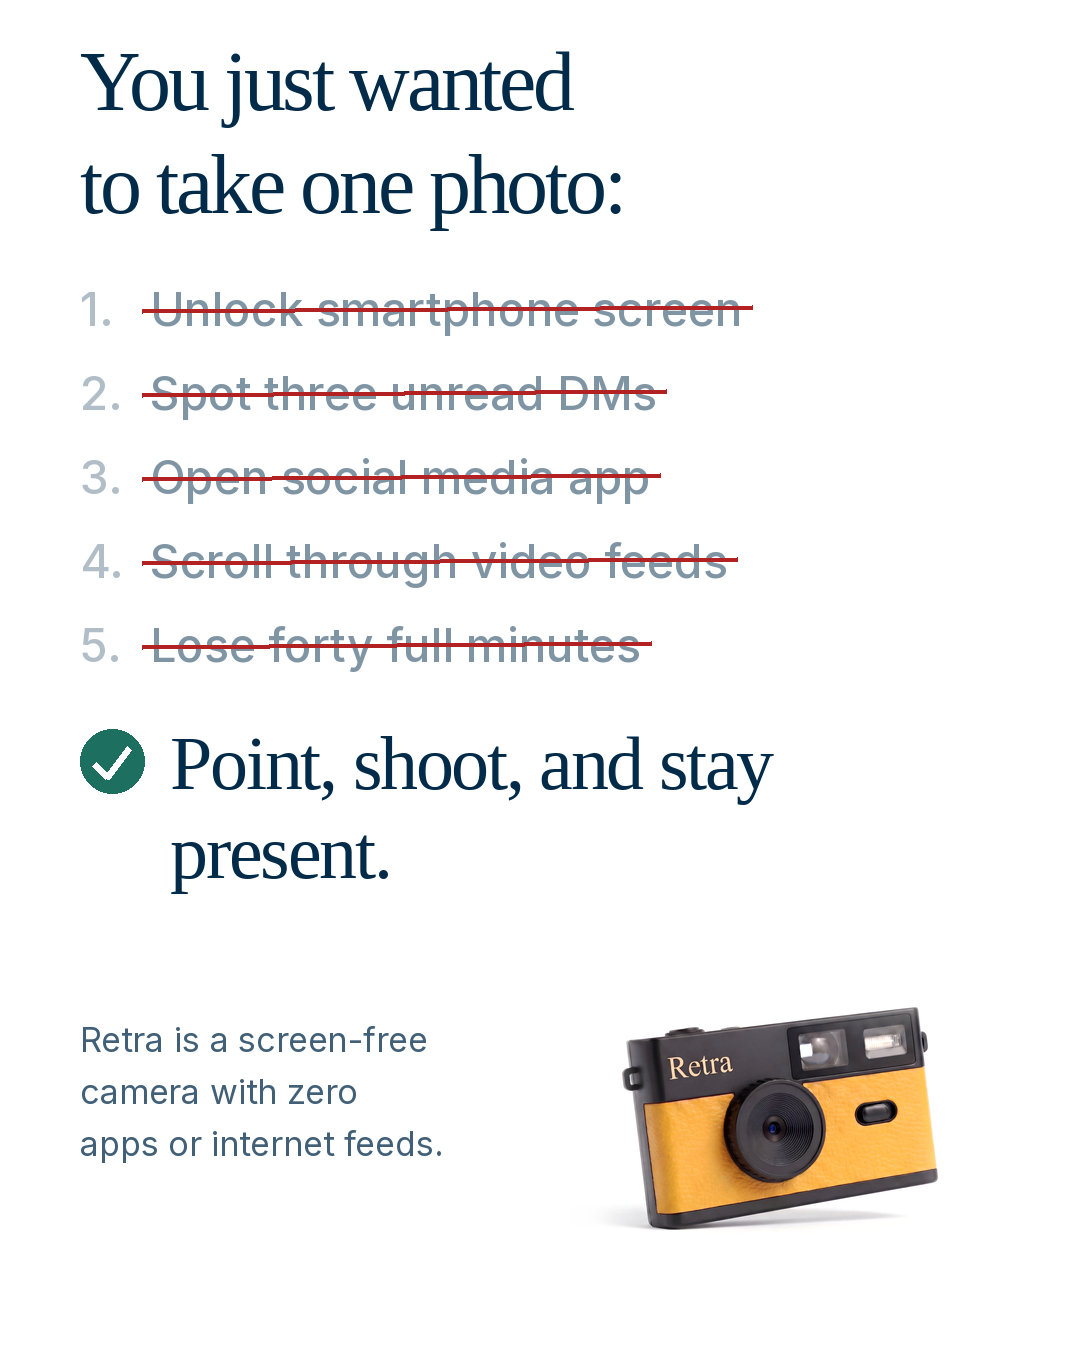 You just wanted
to take one photo:
1. Unlock smartphone screen
2. Spot three unread DMs
3. Open social media app
4. Scroll through video feeds
5. Lose forty full minutes
Point, shoot, and stay
present.
Retra is a screen-free
camera with zero
apps or internet feeds.
Retra